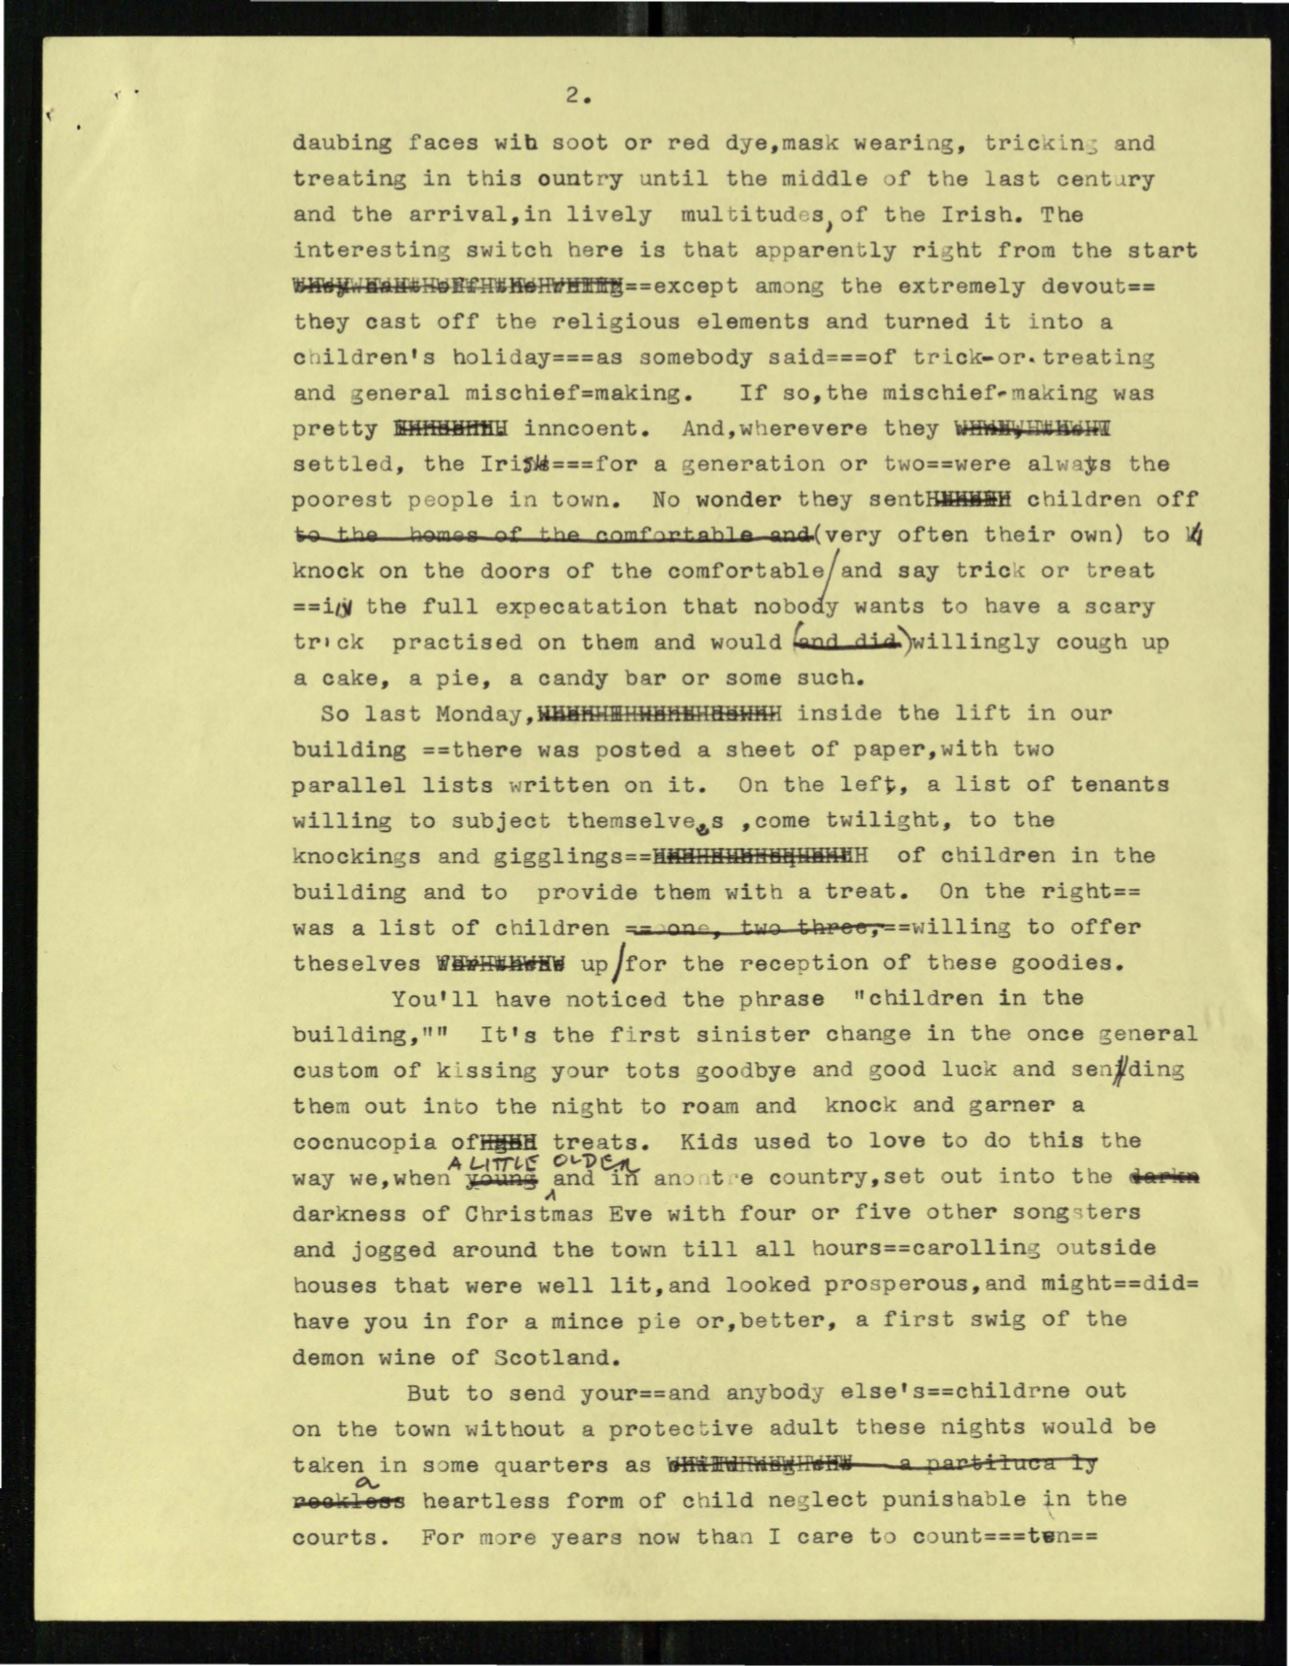 2.
daubing faces wih soot or red dye,mask wearing, tricking and
treating in this ountry until the middle of the last century
and the arrival,in lively multitudes,of the Irish. The
interesting switch here is that apparently right from the start
==except among the extremely devout==
they cast off the religious elements and turned it into a
children's holiday===as somebody said===of trick-or-treating
and general mischief=making. If so,the mischief-making was
pretty inncoent. And,wherevere they
settled, the Irish===for a generation or two==were always the
poorest people in town. No wonder they sent children off
to the homes of the comfortable and(very often their own) to
knock on the doors of the comfortable/and say trick or treat
==in the full expecatation that nobody wants to have a scary
trick practised on them and would (and did)willingly cough up
a cake, a pie, a candy bar or some such.
So last Monday, inside the lift in our
building ==there was posted a sheet of paper,with two
parallel lists written on it. On the left, a list of tenants
willing to subject themselves ,come twilight, to the
knockings and gigglings== of children in the
building and to provide them with a treat. On the right==
was a list of children == one, two three,==willing to offer
theselves up/for the reception of these goodies.
You'll have noticed the phrase "children in the
building,"" It's the first sinister change in the once general
custom of kissing your tots goodbye and good luck and sending
them out into the night to roam and knock and garner a
cocnucopia of treats. Kids used to love to do this the
A LITTLE OLDER
way we,when young and in anontre country,set out into the darkn
darkness of Christmas Eve with four or five other songsters
and jogged around the town till all hours==carolling outside
houses that were well lit,and looked prosperous,and might==did=
have you in for a mince pie or,better, a first swig of the
demon wine of Scotland.
But to send your==and anybody else's==childrne out
on the town without a protective adult these nights would be
taken in some quarters as a partiluca ly
a
reckless heartless form of child neglect punishable in the
courts. For more years now than I care to count===ten==